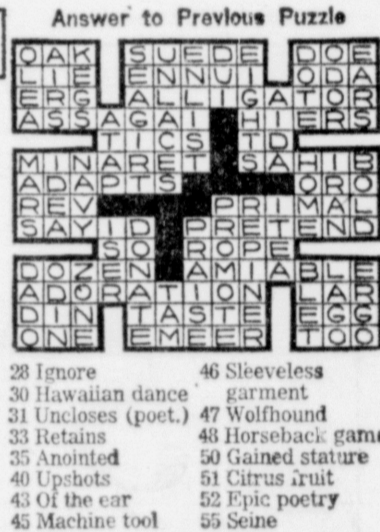 Answer to Previous Puzzle
OAK SUEDE DOE
LIE ENNUI ODA
ERG ALLIGATOR
ASSAGAI HIERS
TICS TD
MINARET SAHIB
ADAPTS ORO
REV PRIMAL
SAYID PRETEND
SO ROPE
DOZEN AMIABLE
ADORATION LAR
DIN TASTE EGG
ONE EMEER TOO
28 Ignore
30 Hawaiian dance
31 Uncloses (poet.)
33 Retains
35 Anointed
40 Upshots
43 Of the ear
45 Machine tool
46 Sleeveless
garment
47 Wolfhound
48 Horseback game
50 Gained stature
51 Citrus fruit
52 Epic poetry
55 Seine